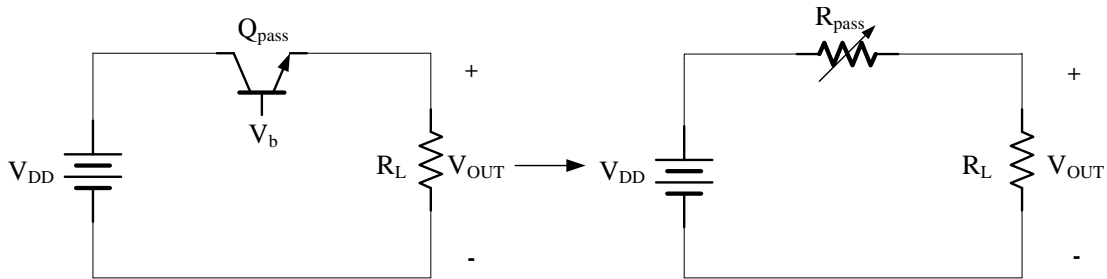 Q_pass
+
V_b
V_DD
R_L
V_OUT
-
R_pass
+
V_DD
R_L
V_OUT
-